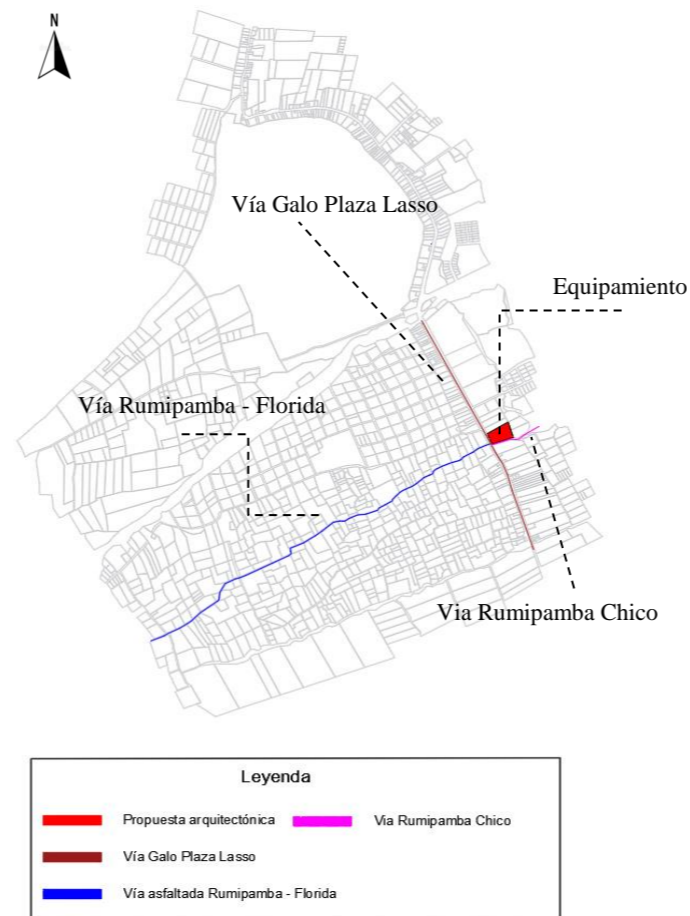 N
Vía Galo Plaza Lasso
Equipamiento
Vía Rumipamba - Florida
Via Rumipamba Chico
Leyenda
Propuesta arquitectónica
Via Rumipamba Chico
Vía Galo Plaza Lasso
Vía asfaltada Rumipamba - Florida